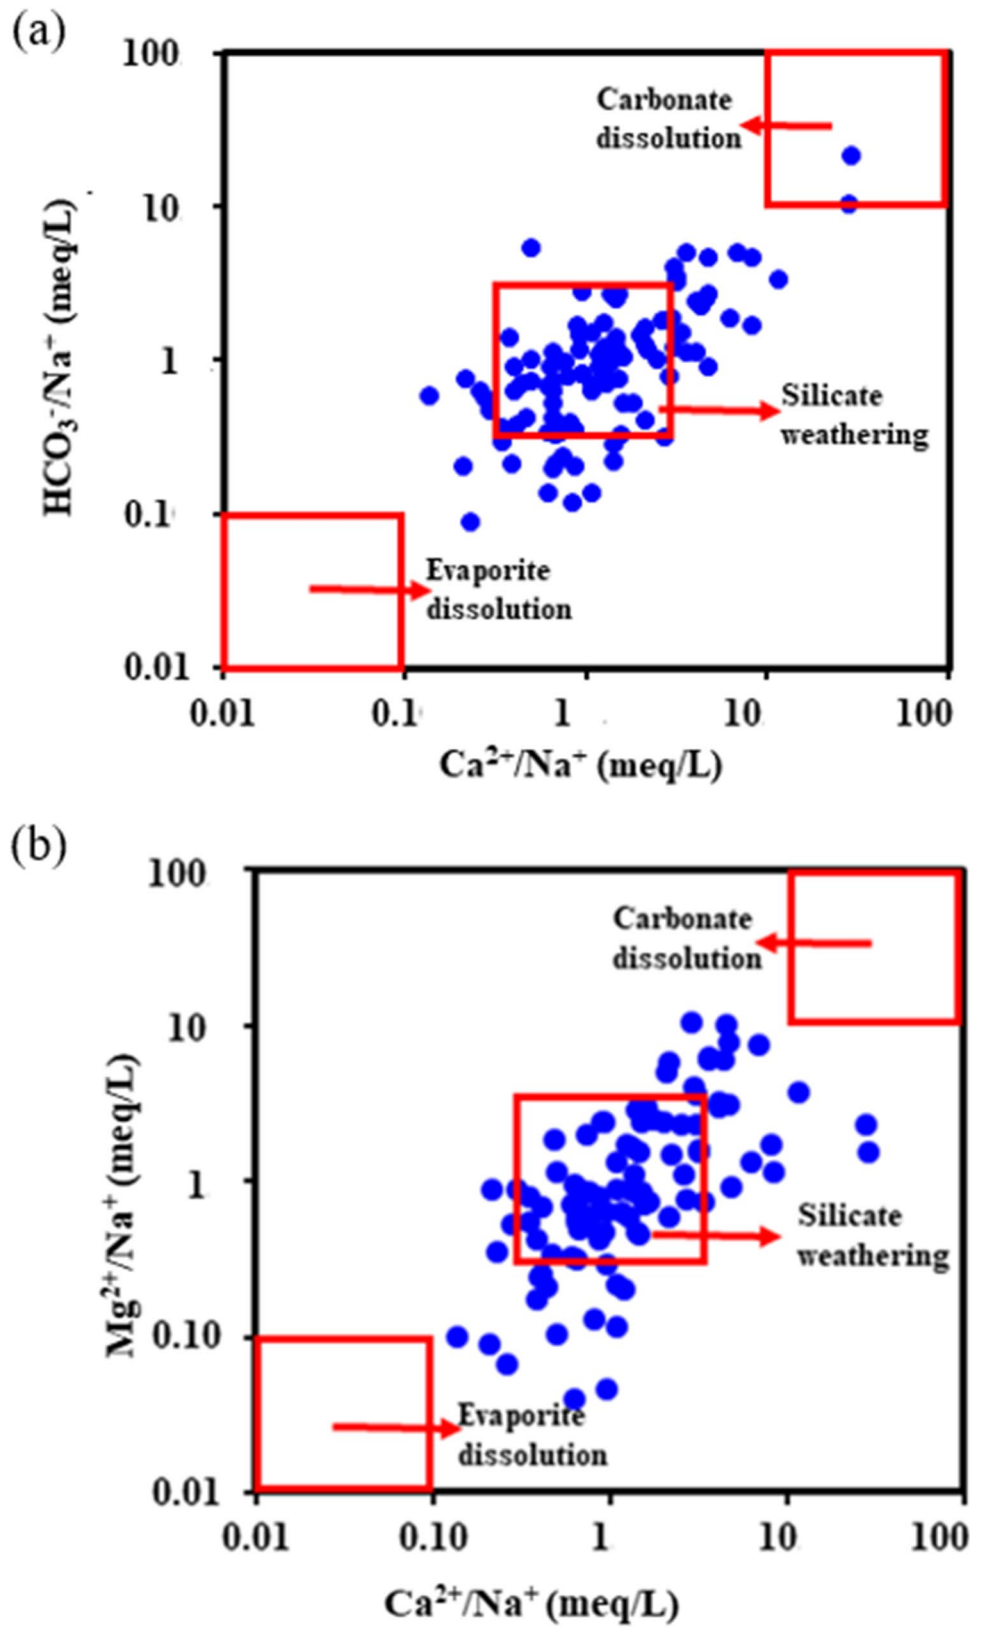 (a)
100
Carbonate
dissolution
10
HCO₃⁻/Na⁺ (meq/L)
1
Silicate
weathering
0.1
Evaporite
dissolution
0.01
0.01 0.1 1 10 100
Ca²⁺/Na⁺ (meq/L)
(b)
100
Carbonate
dissolution
10
Mg²⁺/Na⁺ (meq/L)
1
Silicate
weathering
0.10
Evaporite
dissolution
0.01
0.01 0.10 1 10 100
Ca²⁺/Na⁺ (meq/L)